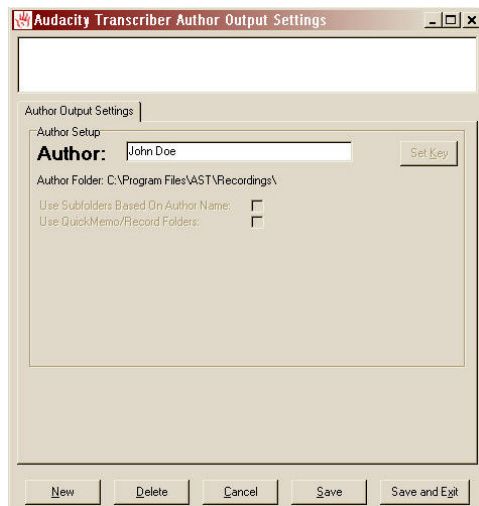 Audacity Transcriber Author Output Settings
Author Output Settings
Author Setup
Author: John Doe
Set Key
Author Folder: C:\Program Files\AST\Recordings\
Use Subfolders Based On Author Name:
Use QuickMemo/Record Folders:
New Delete Cancel Save Save and Exit